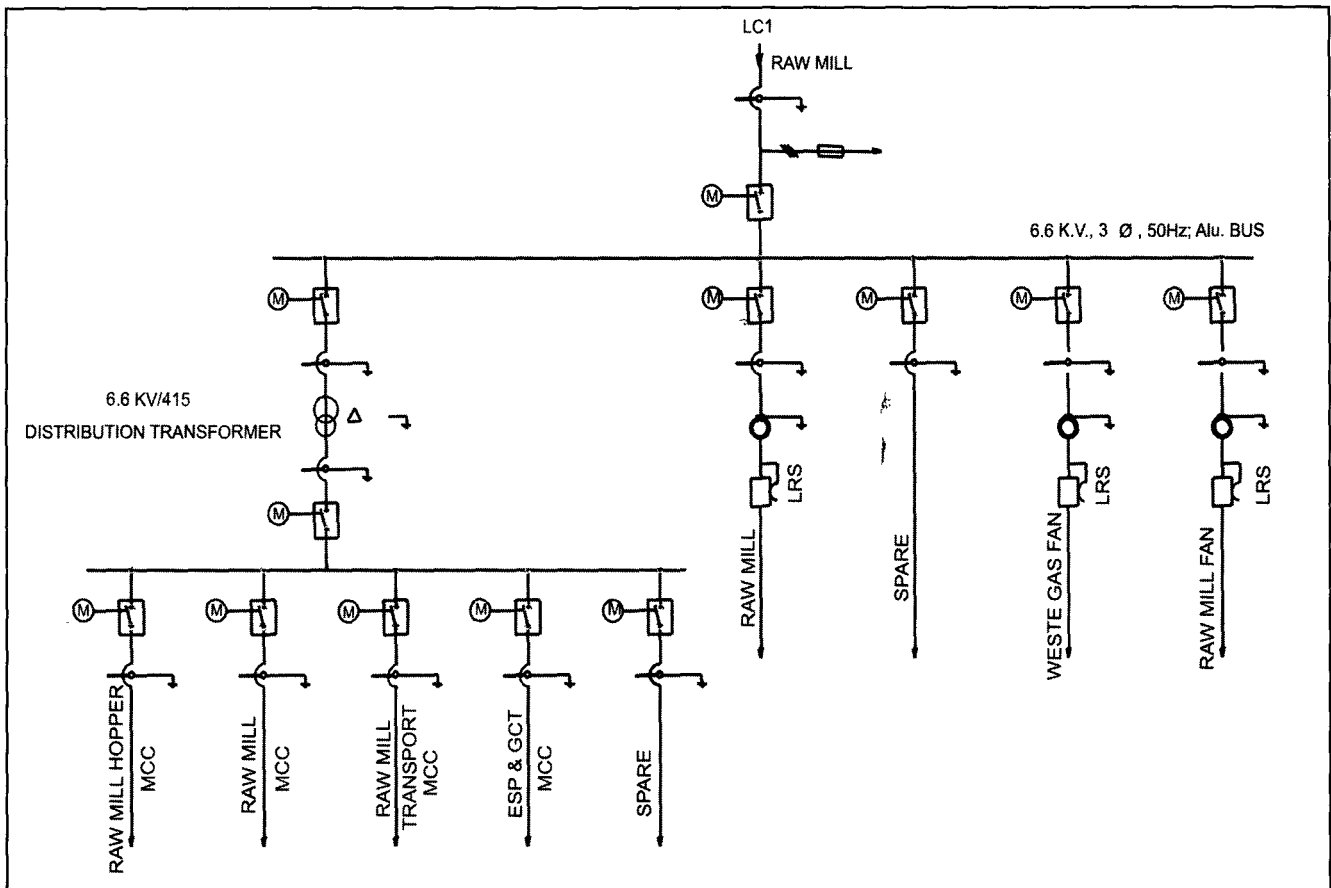 LC1
RAW MILL
M
6.6 K.V., 3 Ø , 50Hz; Alu. BUS
M
M
M
M
M
6.6 KV/415
DISTRIBUTION TRANSFORMER
Δ
LRS
LRS
LRS
M
RAW MILL
SPARE
WESTE GAS FAN
RAW MILL FAN
M
M
M
M
M
RAW MILL HOPPER
MCC
RAW MILL
MCC
RAW MILL
TRANSPORT
MCC
ESP & GCT
MCC
SPARE